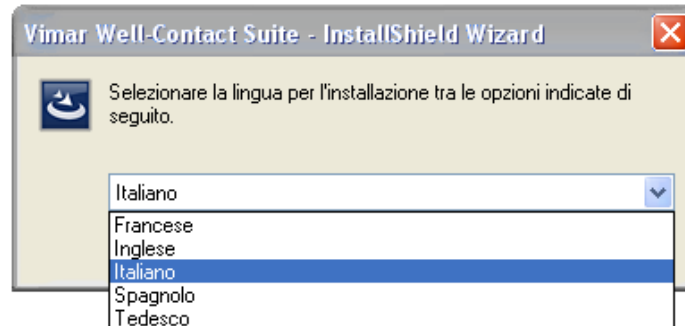 Vimar Well-Contact Suite - InstallShield Wizard
Selezionare la lingua per l'installazione tra le opzioni indicate di
seguito.
Italiano
Francese
Inglese
Italiano
Spagnolo
Tedesco